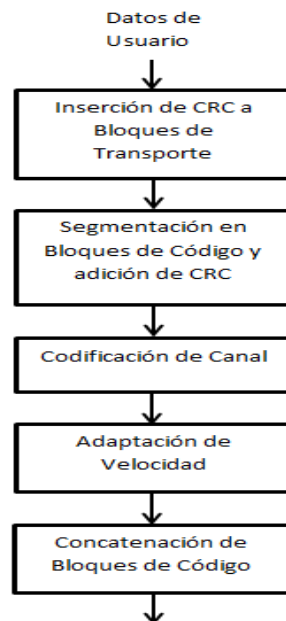 Datos de
Usuario
Inserción de CRC a
Bloques de
Transporte
Segmentación en
Bloques de Código y
adición de CRC
Codificación de Canal
Adaptación de
Velocidad
Concatenación de
Bloques de Código